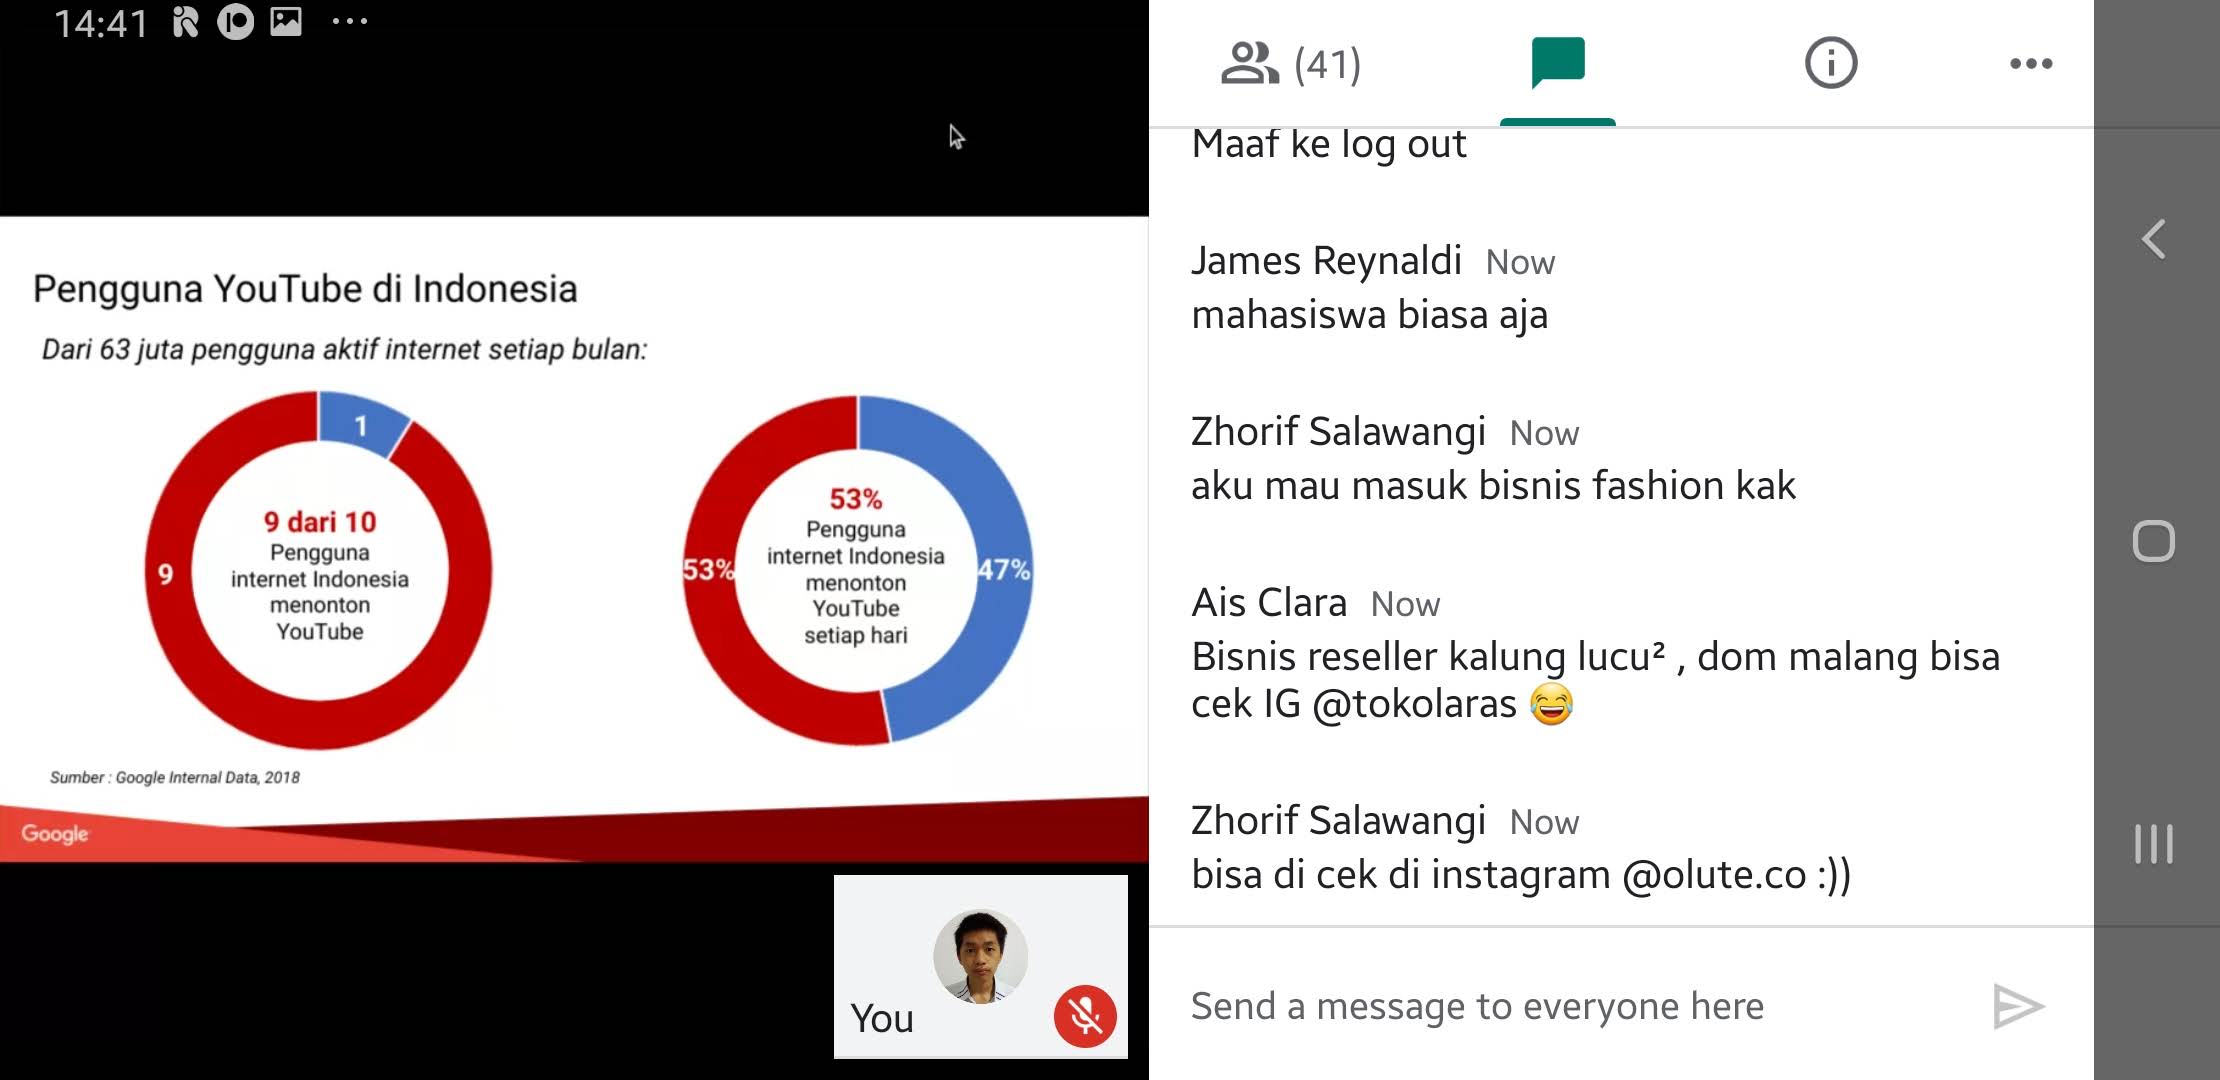 14:41
Pengguna YouTube di Indonesia
Dari 63 juta pengguna aktif internet setiap bulan:
1
9
9 dari 10
Pengguna
internet Indonesia
menonton
YouTube
53%
47%
53%
Pengguna
internet Indonesia
menonton
YouTube
setiap hari
Sumber : Google Internal Data, 2018
Google
You
(41)
Maaf ke log out
James Reynaldi Now
mahasiswa biasa aja
Zhorif Salawangi Now
aku mau masuk bisnis fashion kak
Ais Clara Now
Bisnis reseller kalung lucu² , dom malang bisa
cek IG @tokolaras 😂
Zhorif Salawangi Now
bisa di cek di instagram @olute.co :))
Send a message to everyone here